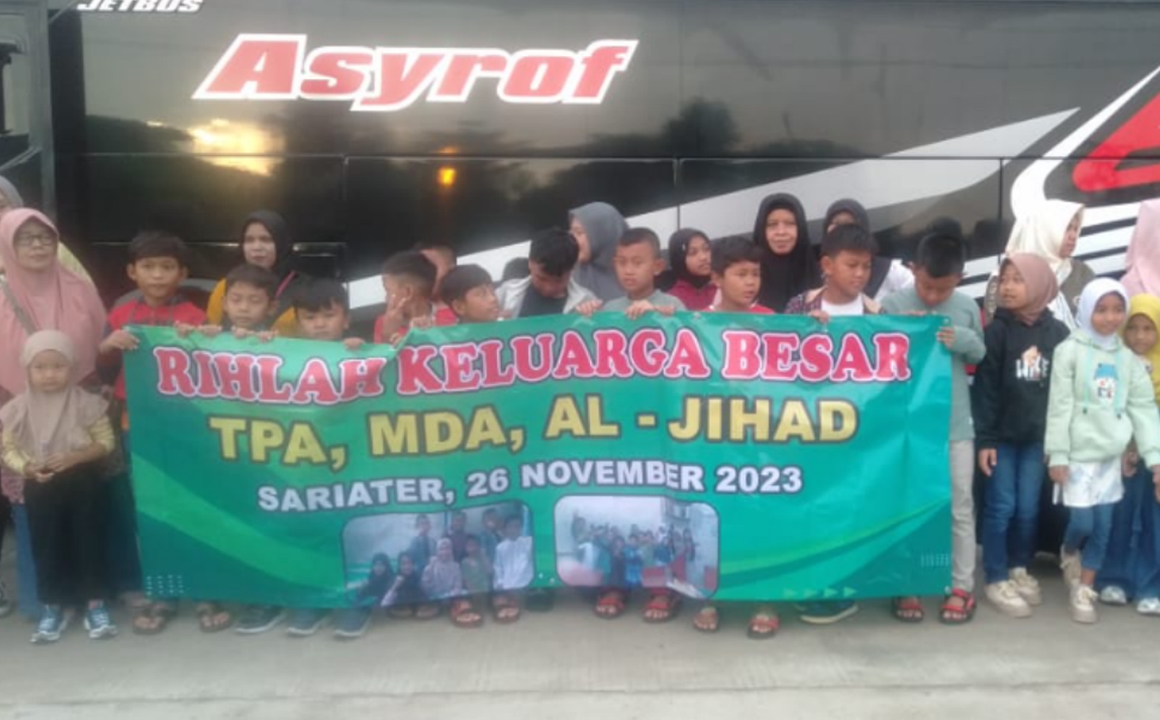 JETBUS
Asyrof
RIHLAH KELUARGA BESAR
TPA, MDA, AL - JIHAD
SARIATER, 26 NOVEMBER 2023